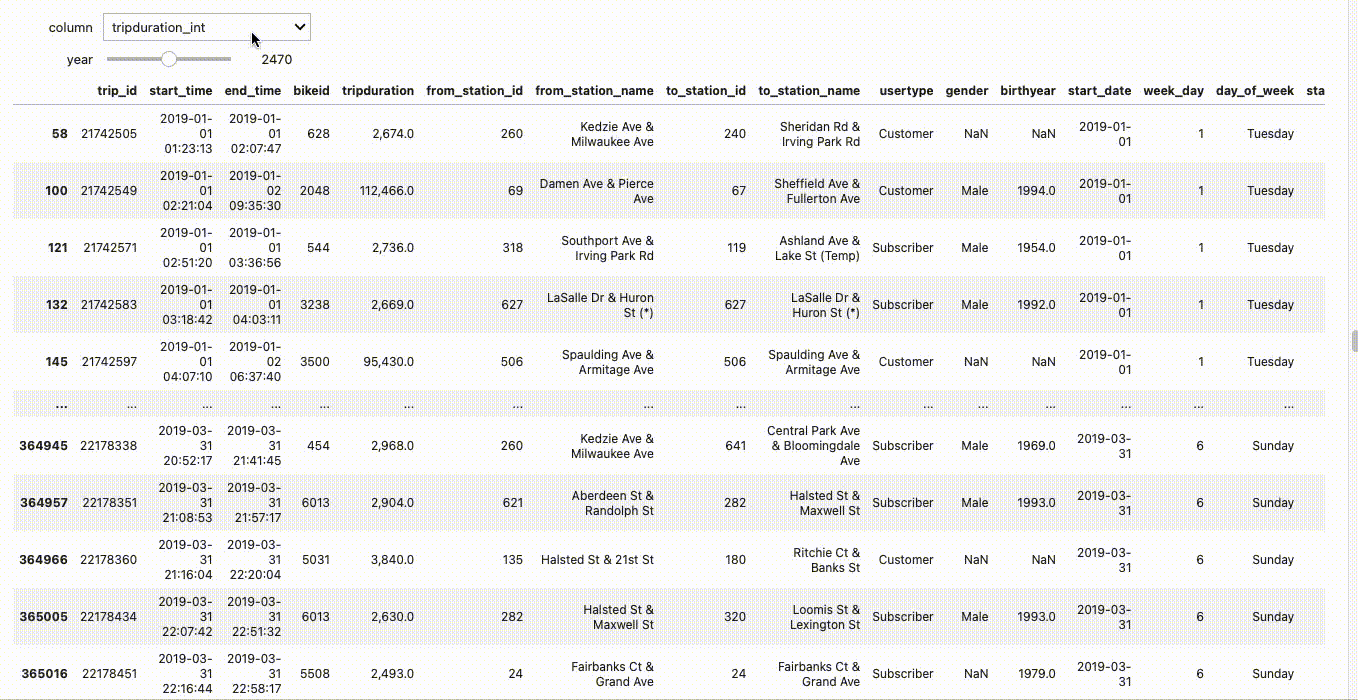 column tripduration_int
year 2470
trip_id start_time end_time bikeid tripduration from_station_id from_station_name to_station_id to_station_name usertype gender birthyear start_date week_day day_of_week sta
58 21742505 2019-01-01 01:23:13 2019-01-01 02:07:47 628 2,674.0 260 Kedzie Ave & Milwaukee Ave 240 Sheridan Rd & Irving Park Rd Customer NaN NaN 2019-01-01 1 Tuesday
100 21742549 2019-01-01 02:21:04 2019-01-02 09:35:30 2048 112,466.0 69 Damen Ave & Pierce Ave 67 Sheffield Ave & Fullerton Ave Customer Male 1994.0 2019-01-01 1 Tuesday
121 21742571 2019-01-01 02:51:20 2019-01-01 03:36:56 544 2,736.0 318 Southport Ave & Irving Park Rd 119 Ashland Ave & Lake St (Temp) Subscriber Male 1954.0 2019-01-01 1 Tuesday
132 21742583 2019-01-01 03:18:42 2019-01-01 04:03:11 3238 2,669.0 627 LaSalle Dr & Huron St (*) 627 LaSalle Dr & Huron St (*) Subscriber Male 1992.0 2019-01-01 1 Tuesday
145 21742597 2019-01-01 04:07:10 2019-01-02 06:37:40 3500 95,430.0 506 Spaulding Ave & Armitage Ave 506 Spaulding Ave & Armitage Ave Customer NaN NaN 2019-01-01 1 Tuesday
... ... ... ... ... ... ... ... ... ... ... ... ... ... ... ...
364945 22178338 2019-03-31 20:52:17 2019-03-31 21:41:45 454 2,968.0 260 Kedzie Ave & Milwaukee Ave 641 Central Park Ave & Bloomingdale Ave Subscriber Male 1969.0 2019-03-31 6 Sunday
364957 22178351 2019-03-31 21:08:53 2019-03-31 21:57:17 6013 2,904.0 621 Aberdeen St & Randolph St 282 Halsted St & Maxwell St Subscriber Male 1993.0 2019-03-31 6 Sunday
364966 22178360 2019-03-31 21:16:04 2019-03-31 22:20:04 5031 3,840.0 135 Halsted St & 21st St 180 Ritchie Ct & Banks St Customer NaN NaN 2019-03-31 6 Sunday
365005 22178434 2019-03-31 22:07:42 2019-03-31 22:51:32 6013 2,630.0 282 Halsted St & Maxwell St 320 Loomis St & Lexington St Subscriber Male 1993.0 2019-03-31 6 Sunday
365016 22178451 2019-03-31 22:16:44 2019-03-31 22:58:17 5508 2,493.0 24 Fairbanks Ct & Grand Ave 24 Fairbanks Ct & Grand Ave Subscriber NaN 1979.0 2019-03-31 6 Sunday